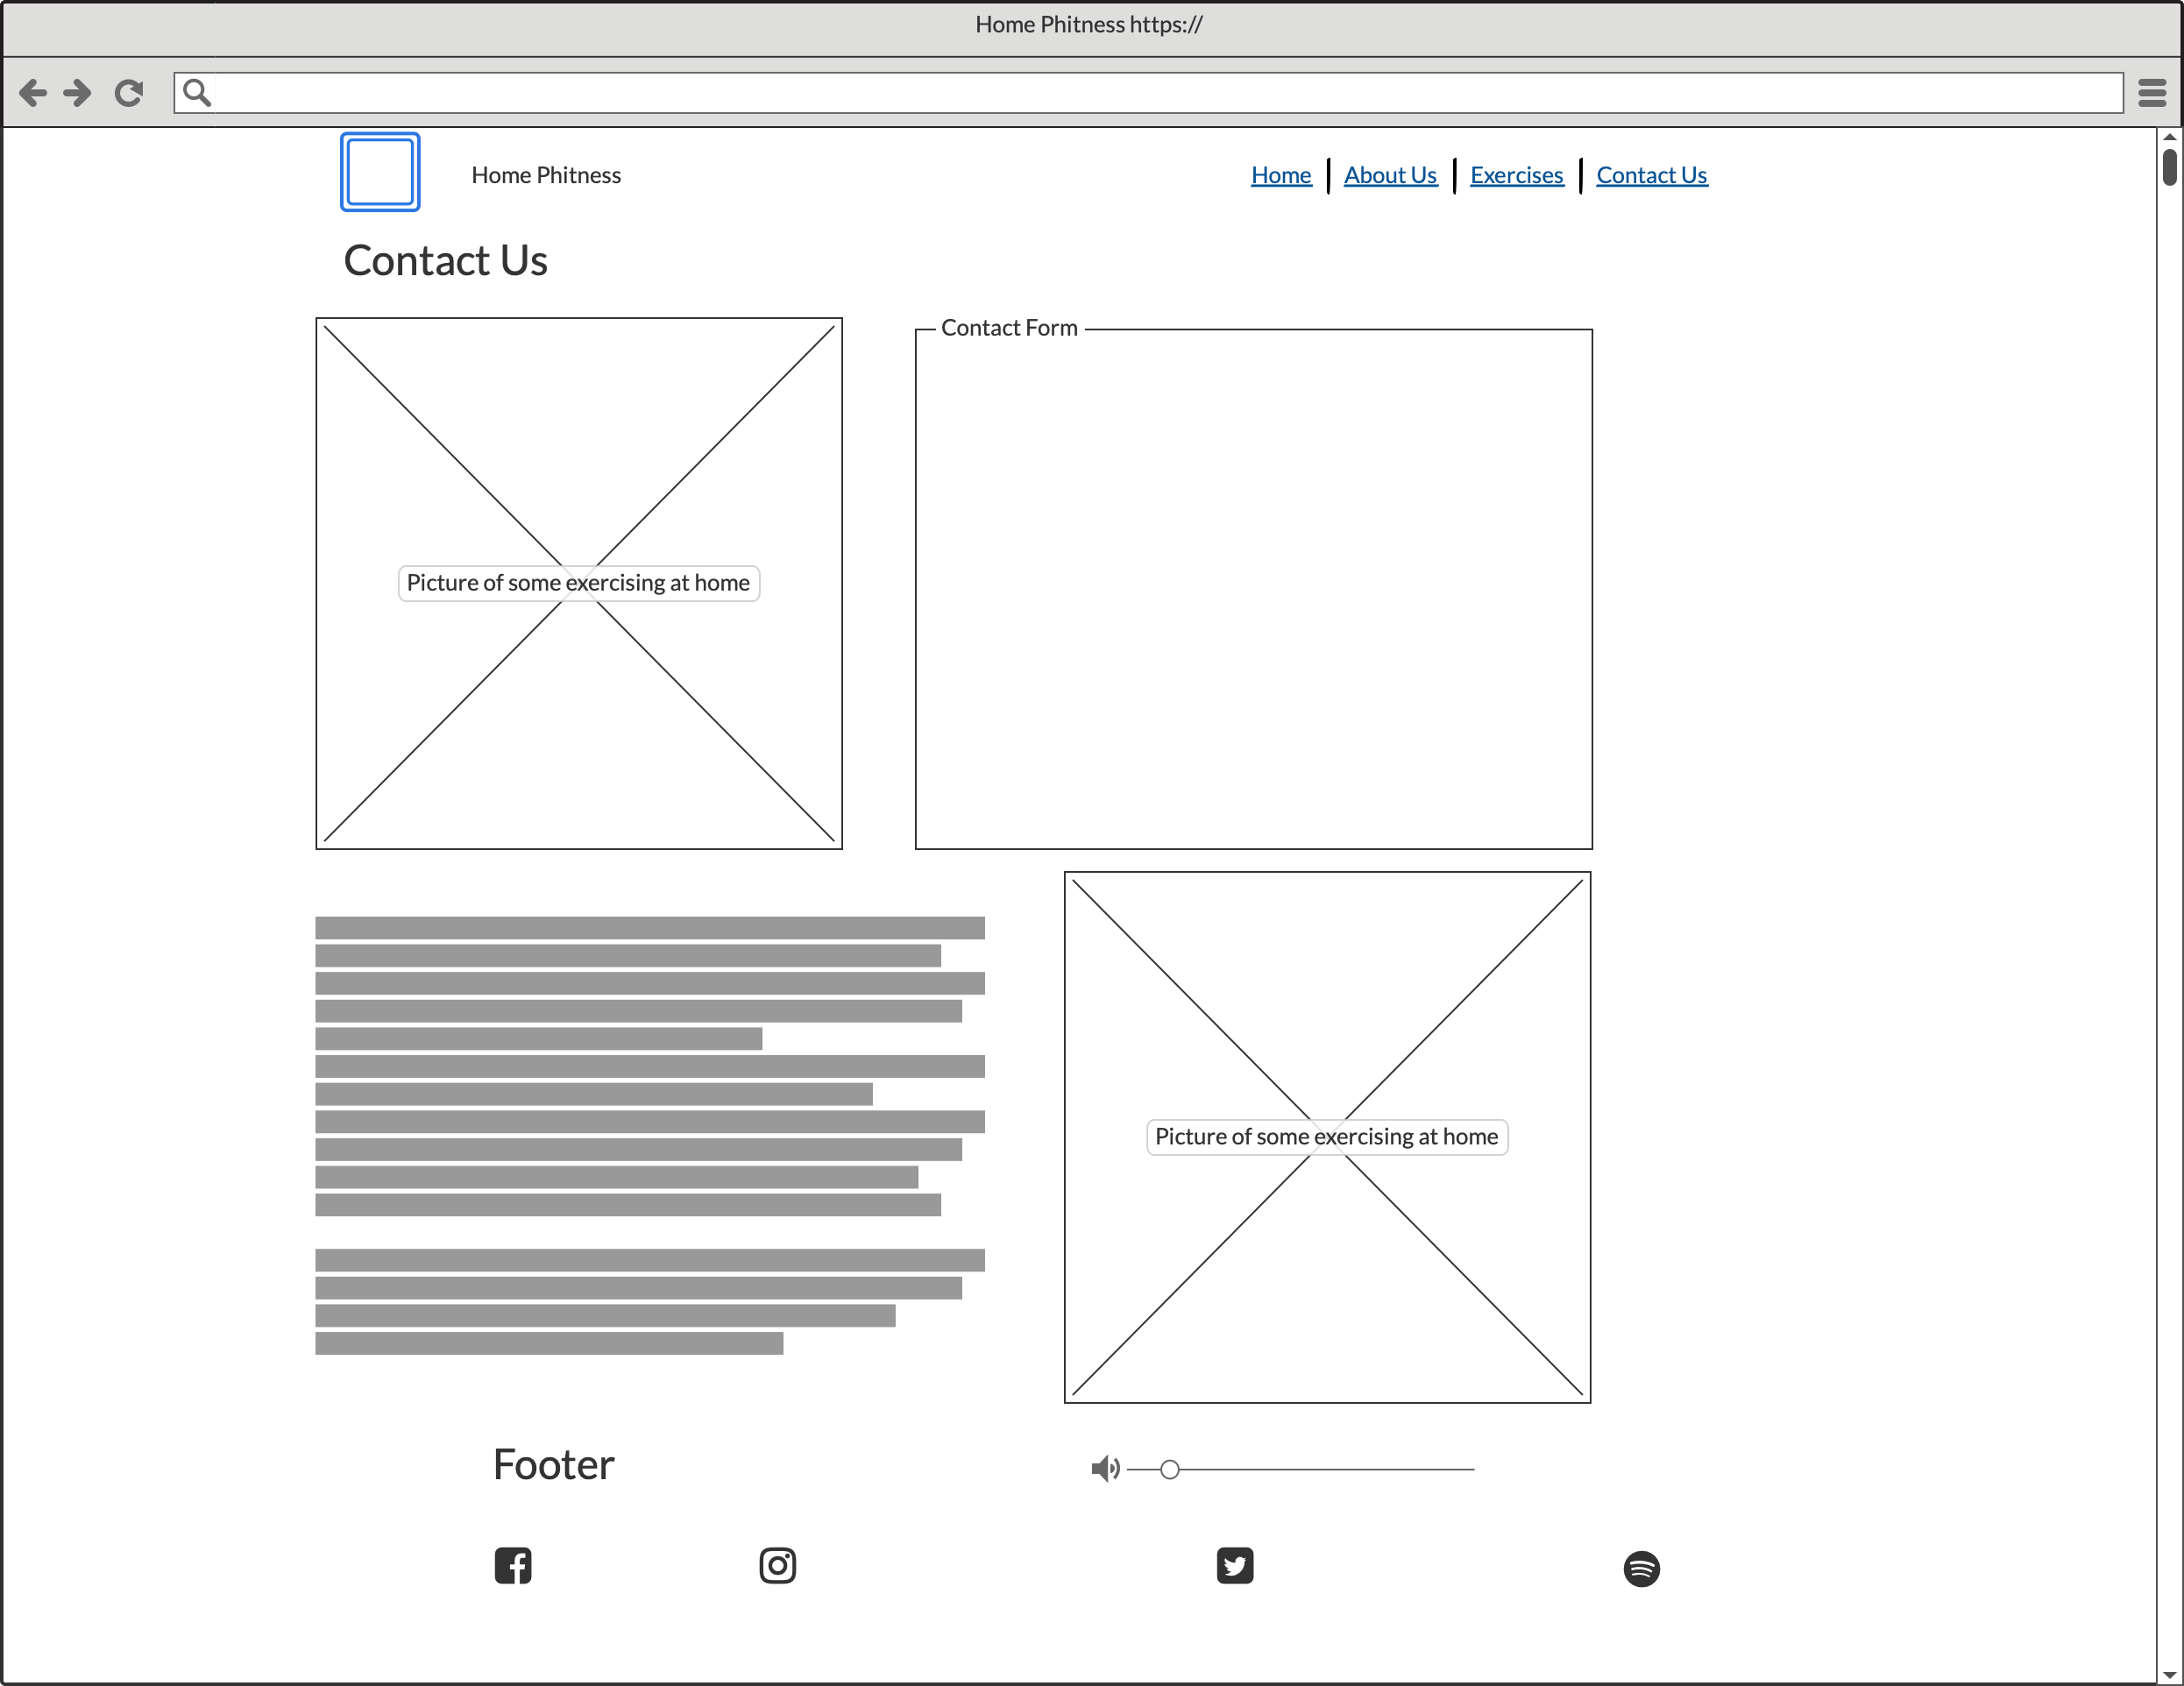 Home Phitness https://
Home Phitness
Home | About Us | Exercises | Contact Us
Contact Us
Contact Form
Picture of some exercising at home
Picture of some exercising at home
Footer